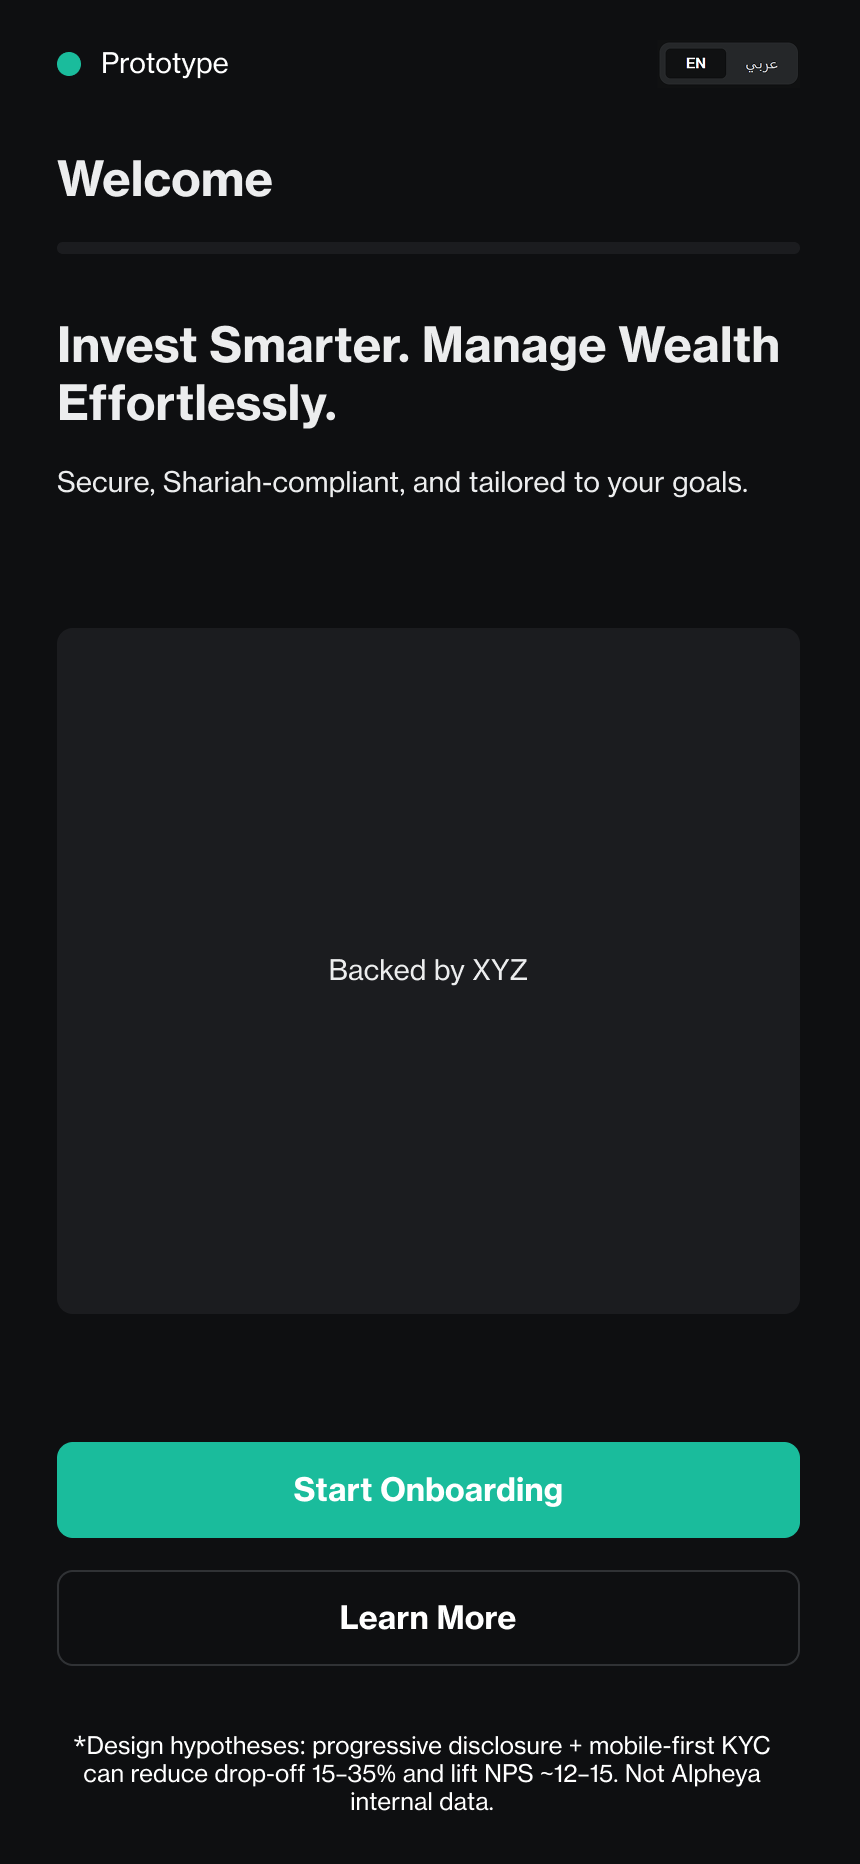 Prototype
EN
عربي
Welcome
Invest Smarter. Manage Wealth
Effortlessly.
Secure, Shariah-compliant, and tailored to your goals.
Backed by XYZ
Start Onboarding
Learn More
*Design hypotheses: progressive disclosure + mobile-first KYC
can reduce drop-off 15–35% and lift NPS ~12–15. Not Alpheya
internal data.